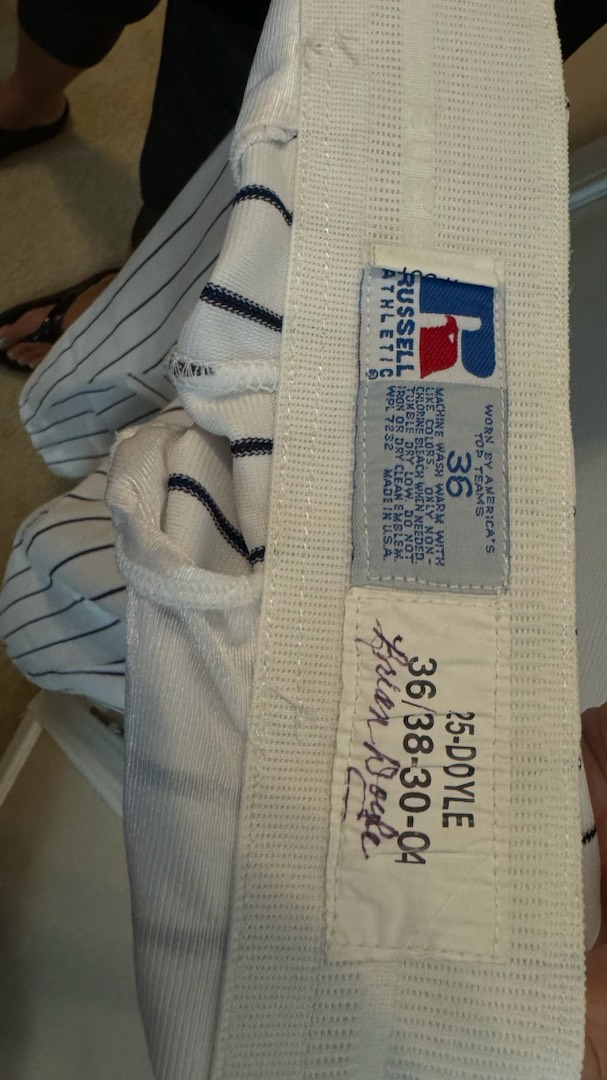 RUSSELL
ATHLETIC®
WORN BY AMERICA'S
TOP TEAMS
36
MACHINE WASH WARM WITH
LIKE COLORS. ONLY NON-
CHLORINE BLEACH WHEN NEEDED.
TUMBLE DRY LOW. DO NOT
IRON OR DRY CLEAN EMBLEM.
WPL 7232 MADE IN U.S.A.
25-DOYLE
36/38-30-04
Brian Doyle